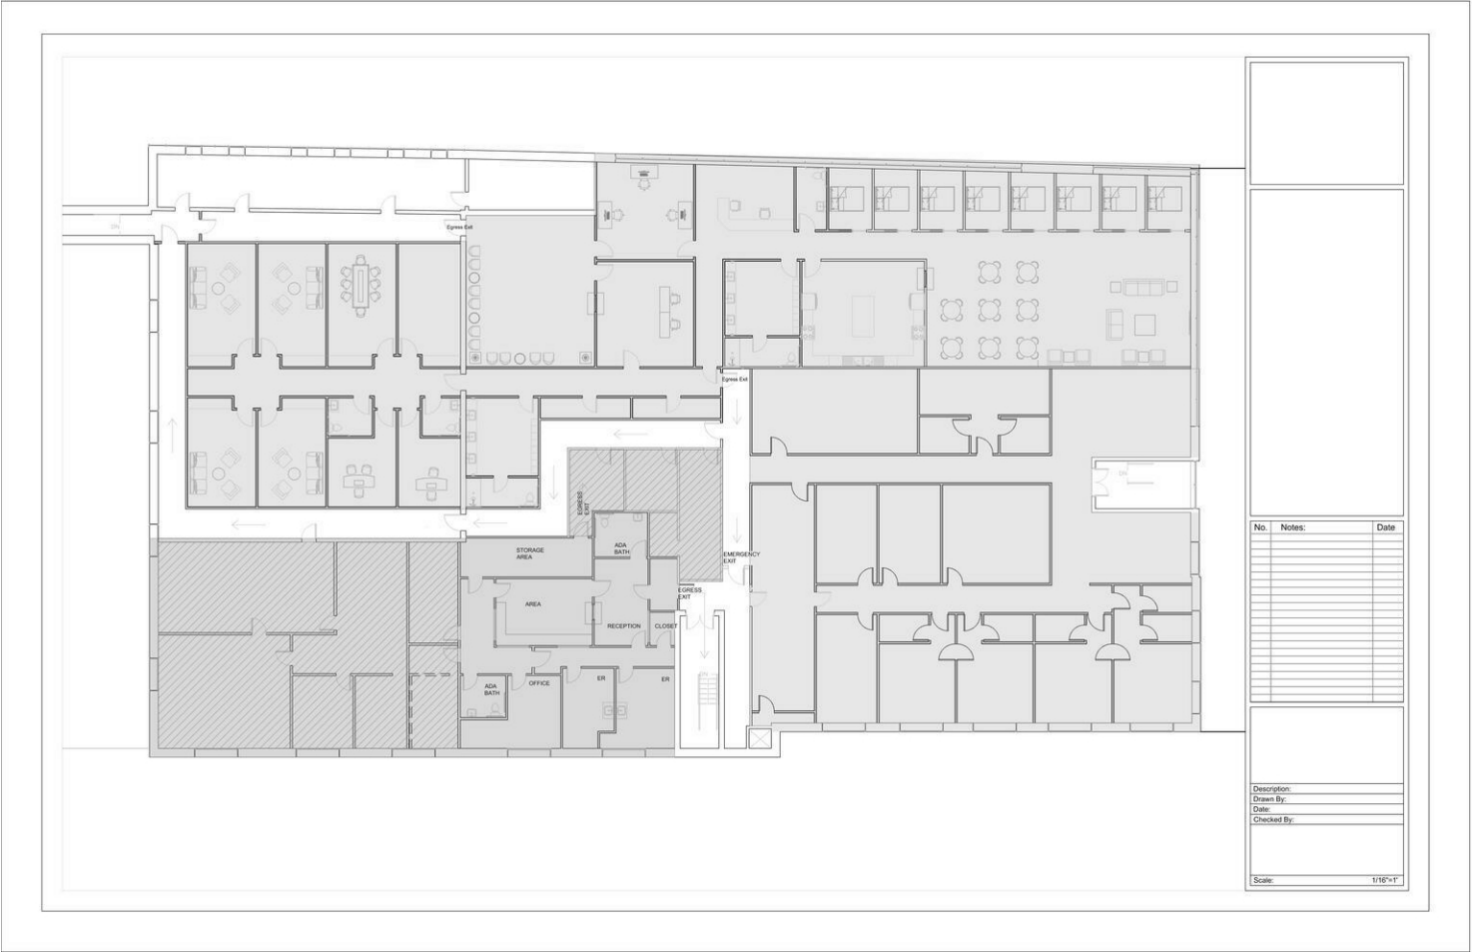 Egress Exit
Egress Exit
EGRESS
EXIT
STORAGE
AREA
ADA
BATH
EMERGENCY
EXIT
AREA
EGRESS
EXIT
RECEPTION
CLOSET
ADA
BATH
OFFICE
ER
ER
No. Notes: Date
Description:
Drawn By:
Date:
Checked By:
Scale: 1/16"=1'